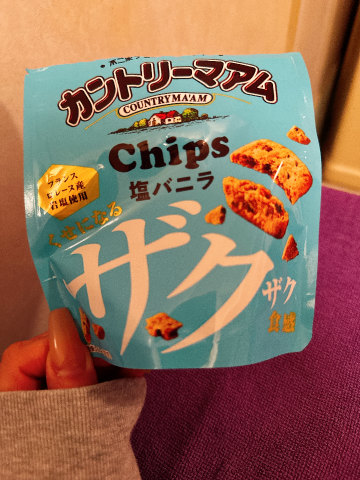 カントリーマアム
COUNTRY MA'AM
Chips
塩バニラ
フランス
ピレーヌ産
岩塩使用
くせになる
ザク
ザク
食感